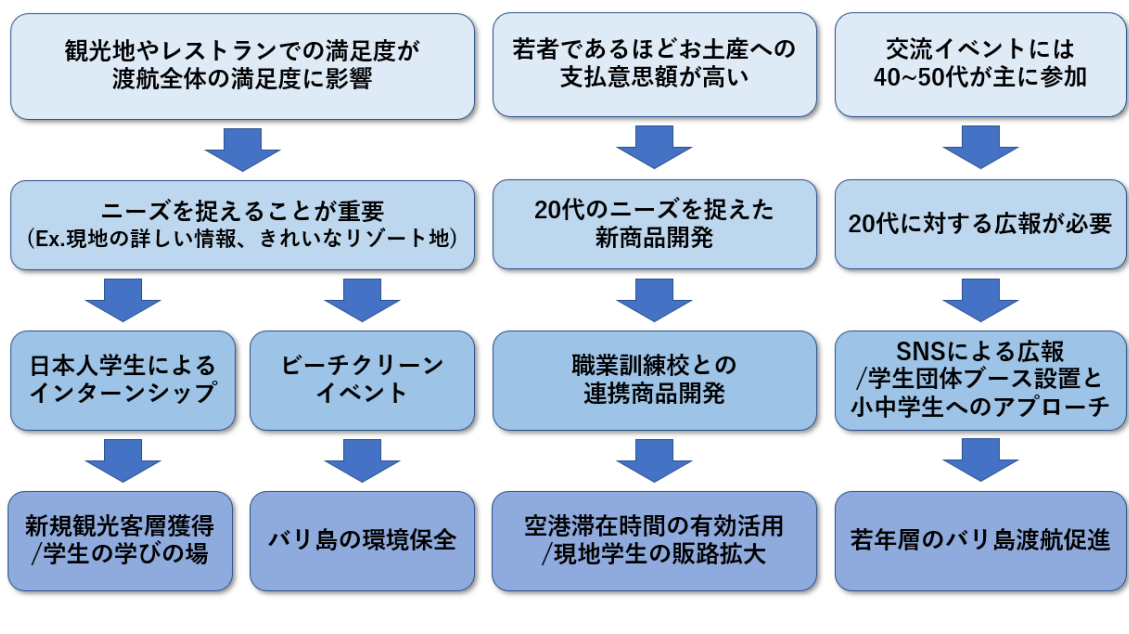 観光地やレストランでの満足度が
渡航全体の満足度に影響
若者であるほどお土産への
支払意思額が高い
交流イベントには
40~50代が主に参加
ニーズを捉えることが重要
(Ex.現地の詳しい情報、きれいなリゾート地)
20代のニーズを捉えた
新商品開発
20代に対する広報が必要
日本人学生による
インターンシップ
ビーチクリーン
イベント
職業訓練校との
連携商品開発
SNSによる広報
/学生団体ブース設置と
小中学生へのアプローチ
新規観光客層獲得
/学生の学びの場
バリ島の環境保全
空港滞在時間の有効活用
/現地学生の販路拡大
若年層のバリ島渡航促進